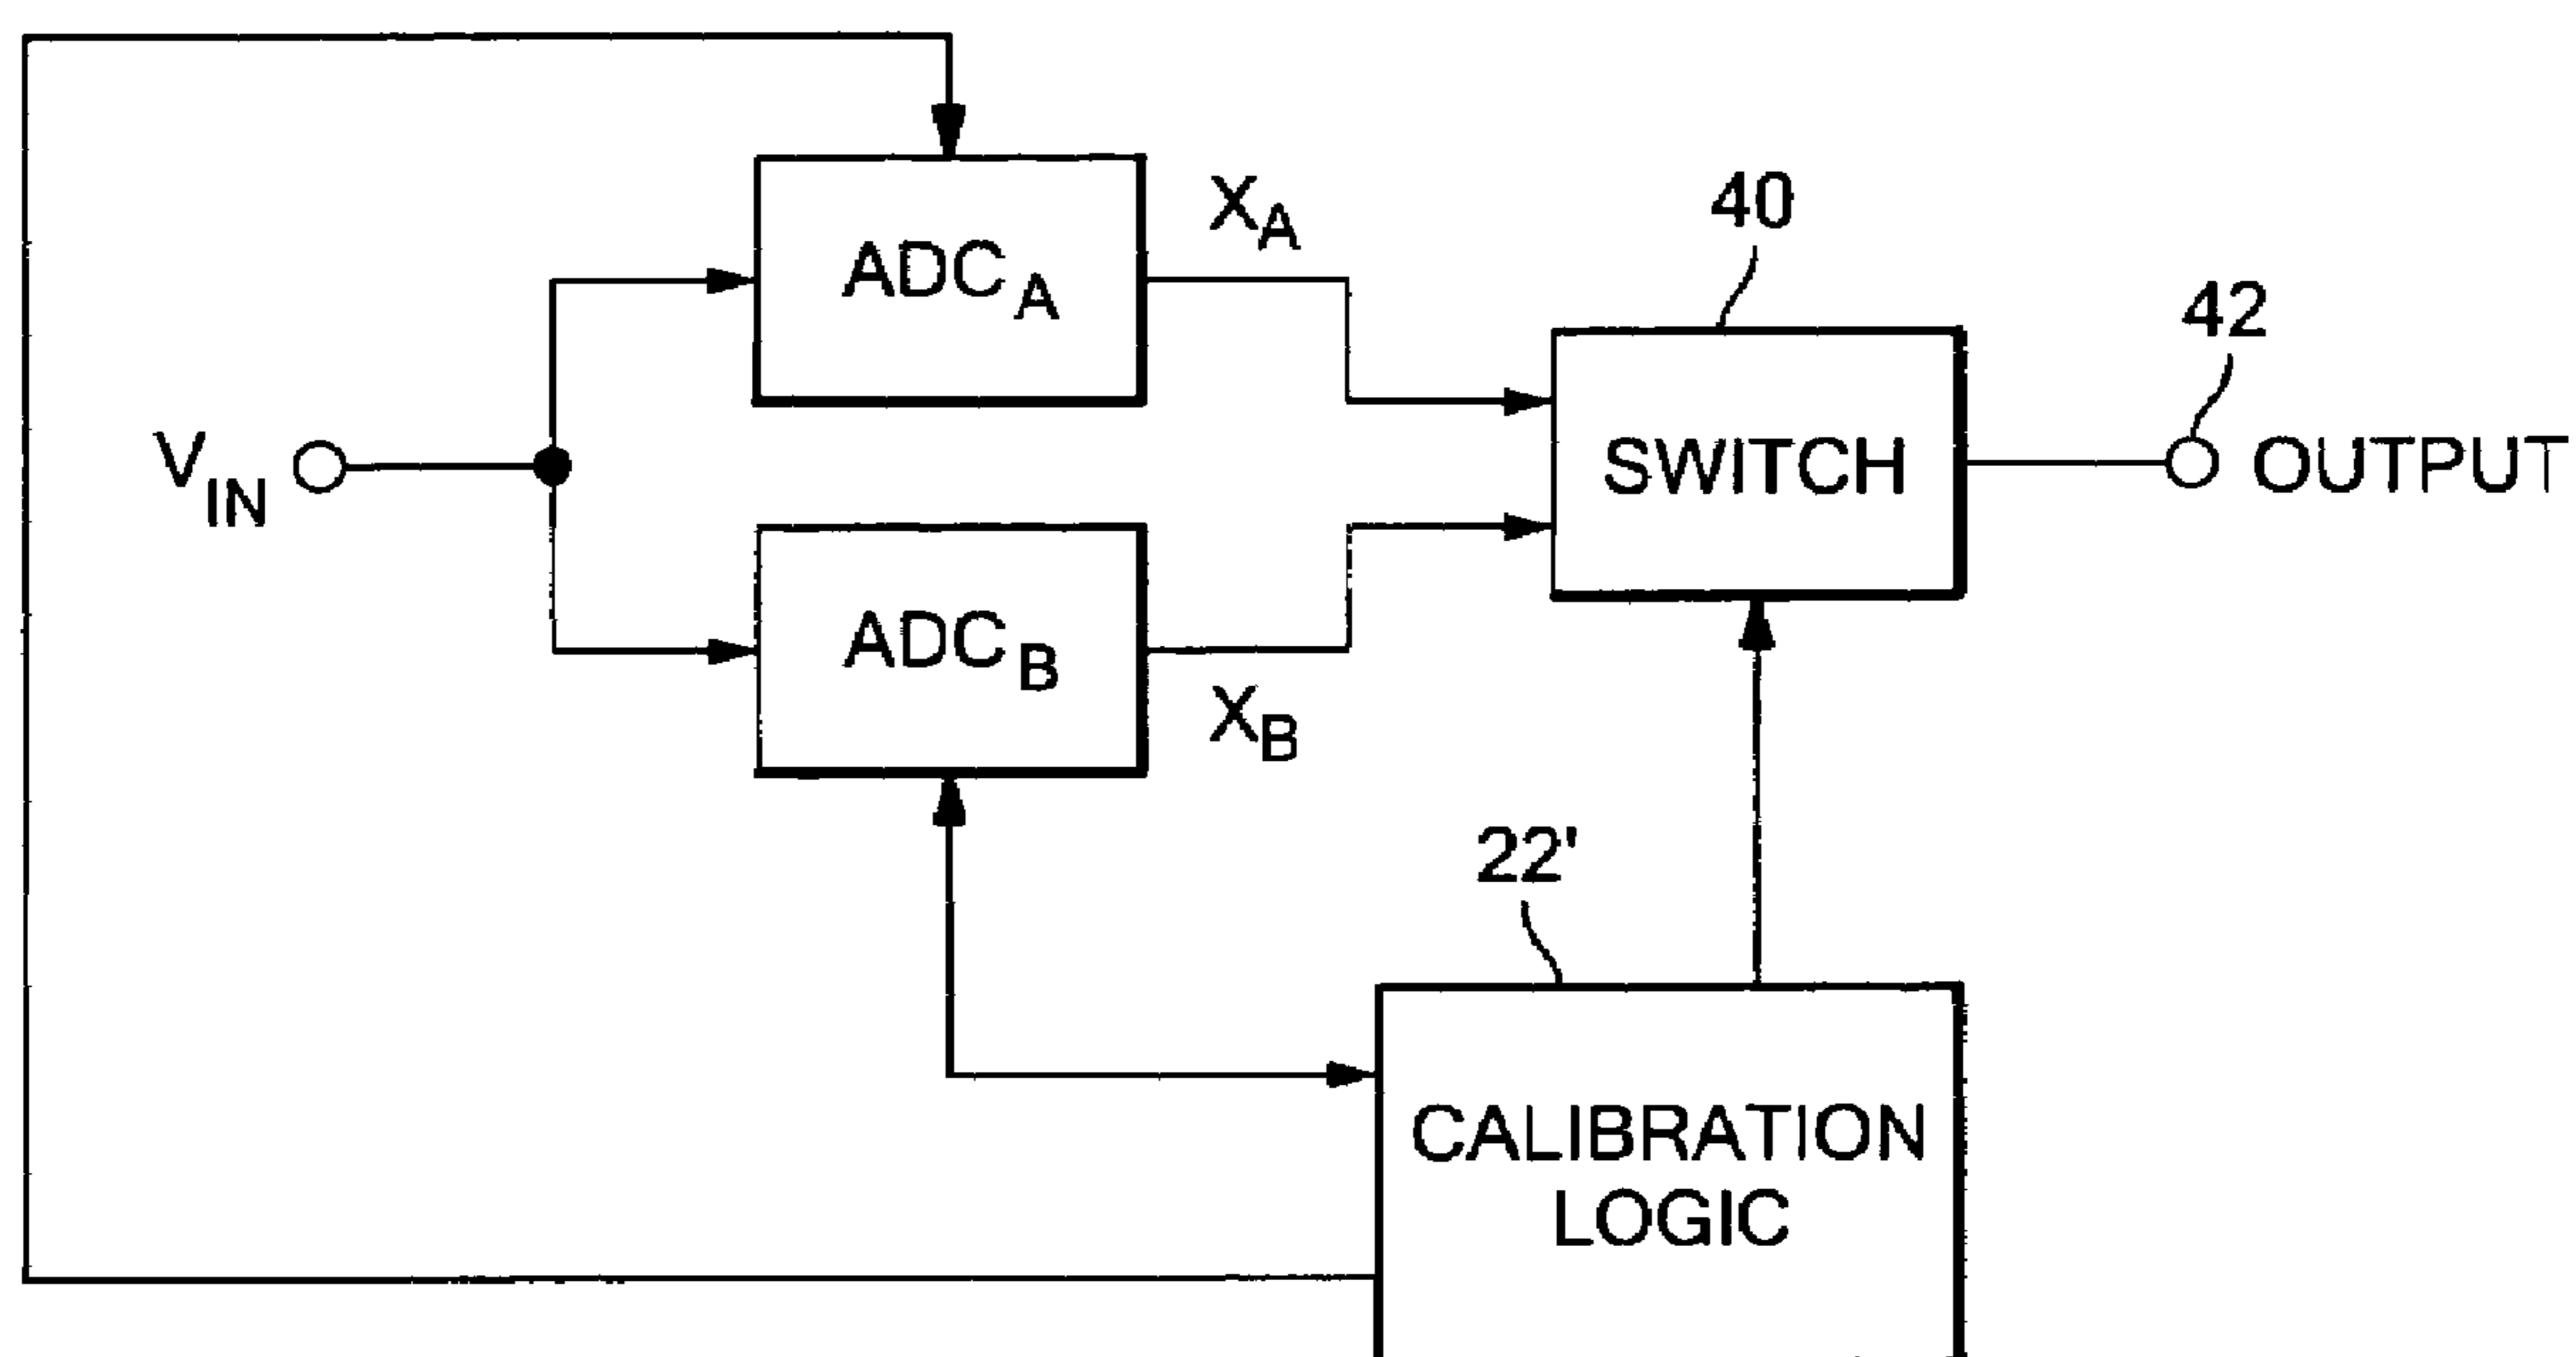 X_A
40
ADC_A
42
V_IN
SWITCH
OUTPUT
ADC_B
X_B
22'
CALIBRATION
LOGIC